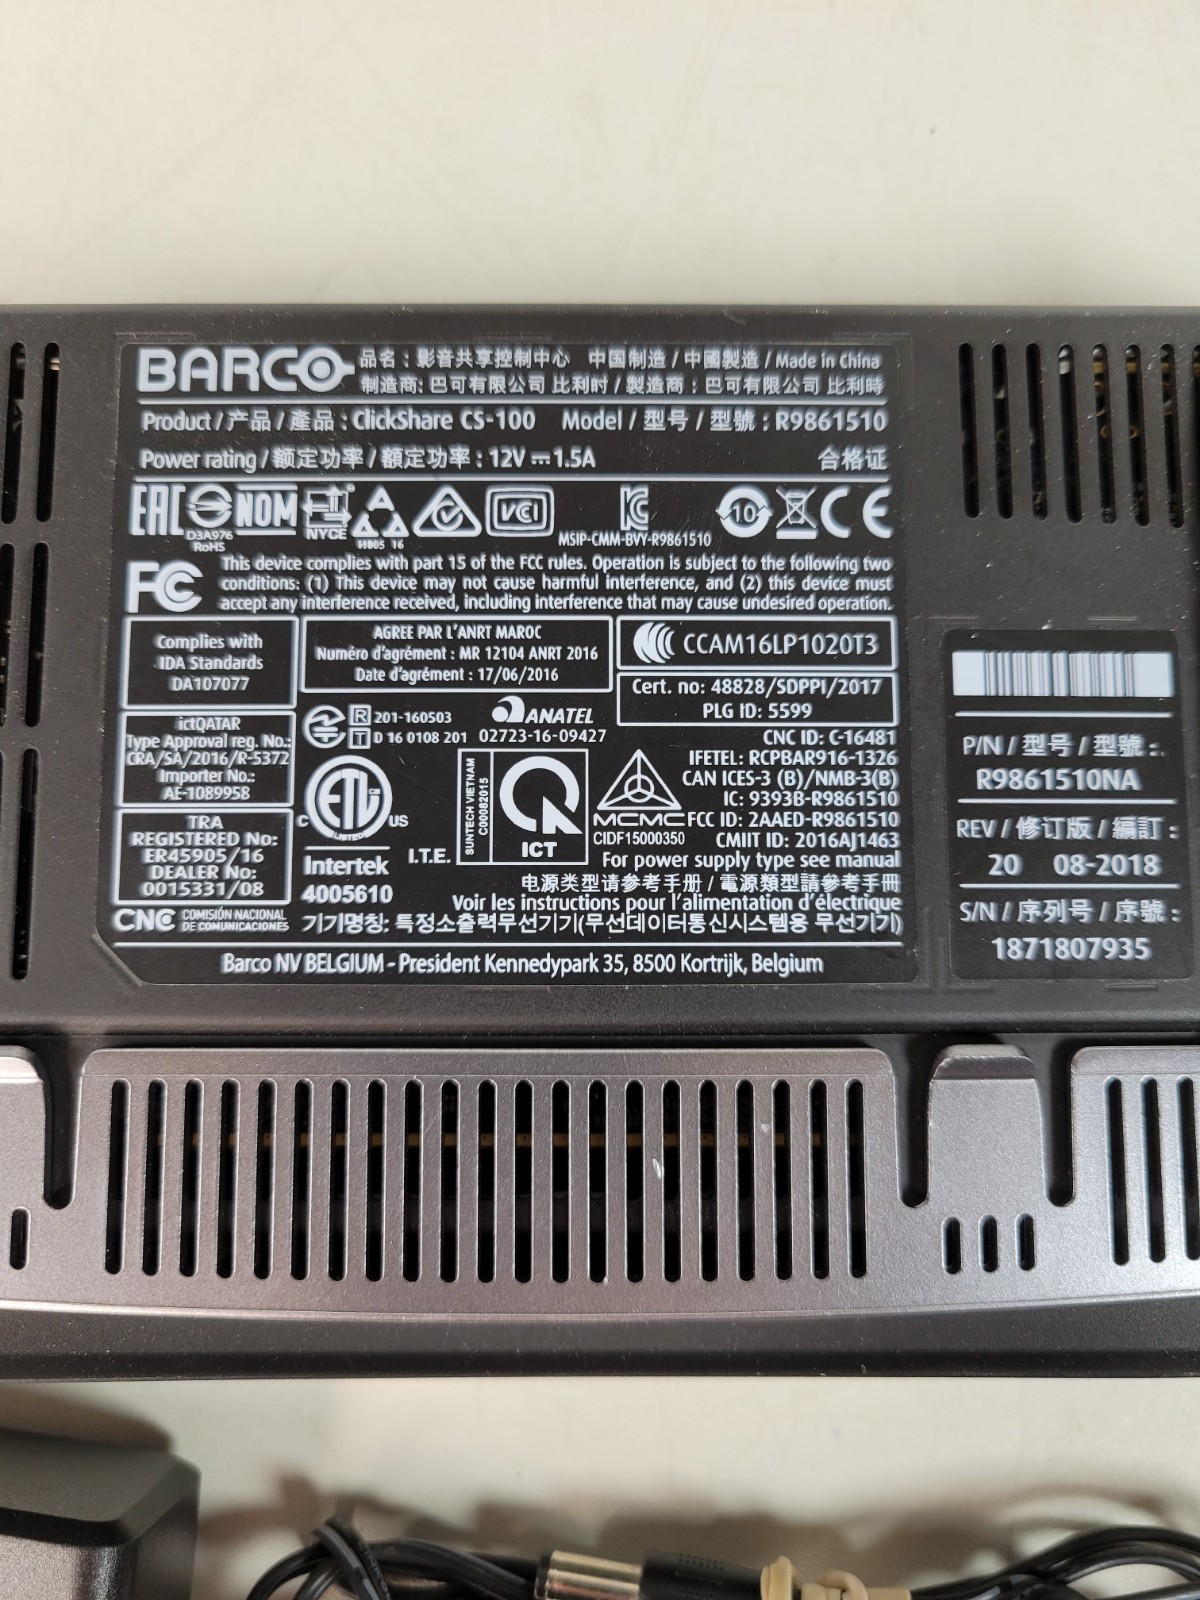 BARCO 品名：影音共享控制中心 中国制造 / 中國製造 / Made in China
制造商: 巴可有限公司 比利时 / 製造商：巴可有限公司 比利時
Product / 产品 / 產品 : ClickShare CS-100 Model / 型号 / 型號 : R9861510
Power rating / 额定功率 / 額定功率 : 12V ⎓ 1.5A 合格证
EAC NOM NYCE VCI 10 CE
D3A976
RoHS
MSIP-CMM-BVY-R9861510
FC This device complies with part 15 of the FCC rules. Operation is subject to the following two
conditions: (1) This device may not cause harmful interference, and (2) this device must
accept any interference received, including interference that may cause undesired operation.
Complies with
IDA Standards
DA107077
AGREE PAR L'ANRT MAROC
Numéro d'agrément : MR 12104 ANRT 2016
Date d'agrément : 17/06/2016
CCAM16LP1020T3
Cert. no: 48828/SDPPI/2017
PLG ID: 5599
ictQATAR
Type Approval reg. No.:
CRA/SA/2016/R-5372
Importer No.:
AE-1089958
R 201-160503
T D 16 0108 201
ANATEL
02723-16-09427
CNC ID: C-16481
IFETEL: RCPBAR916-1326
CAN ICES-3 (B)/NMB-3(B)
IC: 9393B-R9861510
FCC ID: 2AAED-R9861510
CMIIT ID: 2016AJ1463
TRA
REGISTERED No:
ER45905/16
DEALER No:
0015331/08
C ETL US
LISTED
Intertek
4005610
I.T.E.
SUNTECH VIETNAM
C00082015
ICT
MCMC
CIDF15000350
For power supply type see manual
电源类型请参考手册 / 電源類型請參考手冊
Voir les instructions pour l'alimentation d'électrique
CNC COMISIÓN NACIONAL
DE COMUNICACIONES
기기명칭: 특정소출력무선기기(무선데이터통신시스템용 무선기기)
Barco NV BELGIUM - President Kennedypark 35, 8500 Kortrijk, Belgium
P/N / 型号 / 型號 :
R9861510NA
REV / 修订版 / 編訂 :
20 08-2018
S/N / 序列号 / 序號 :
1871807935